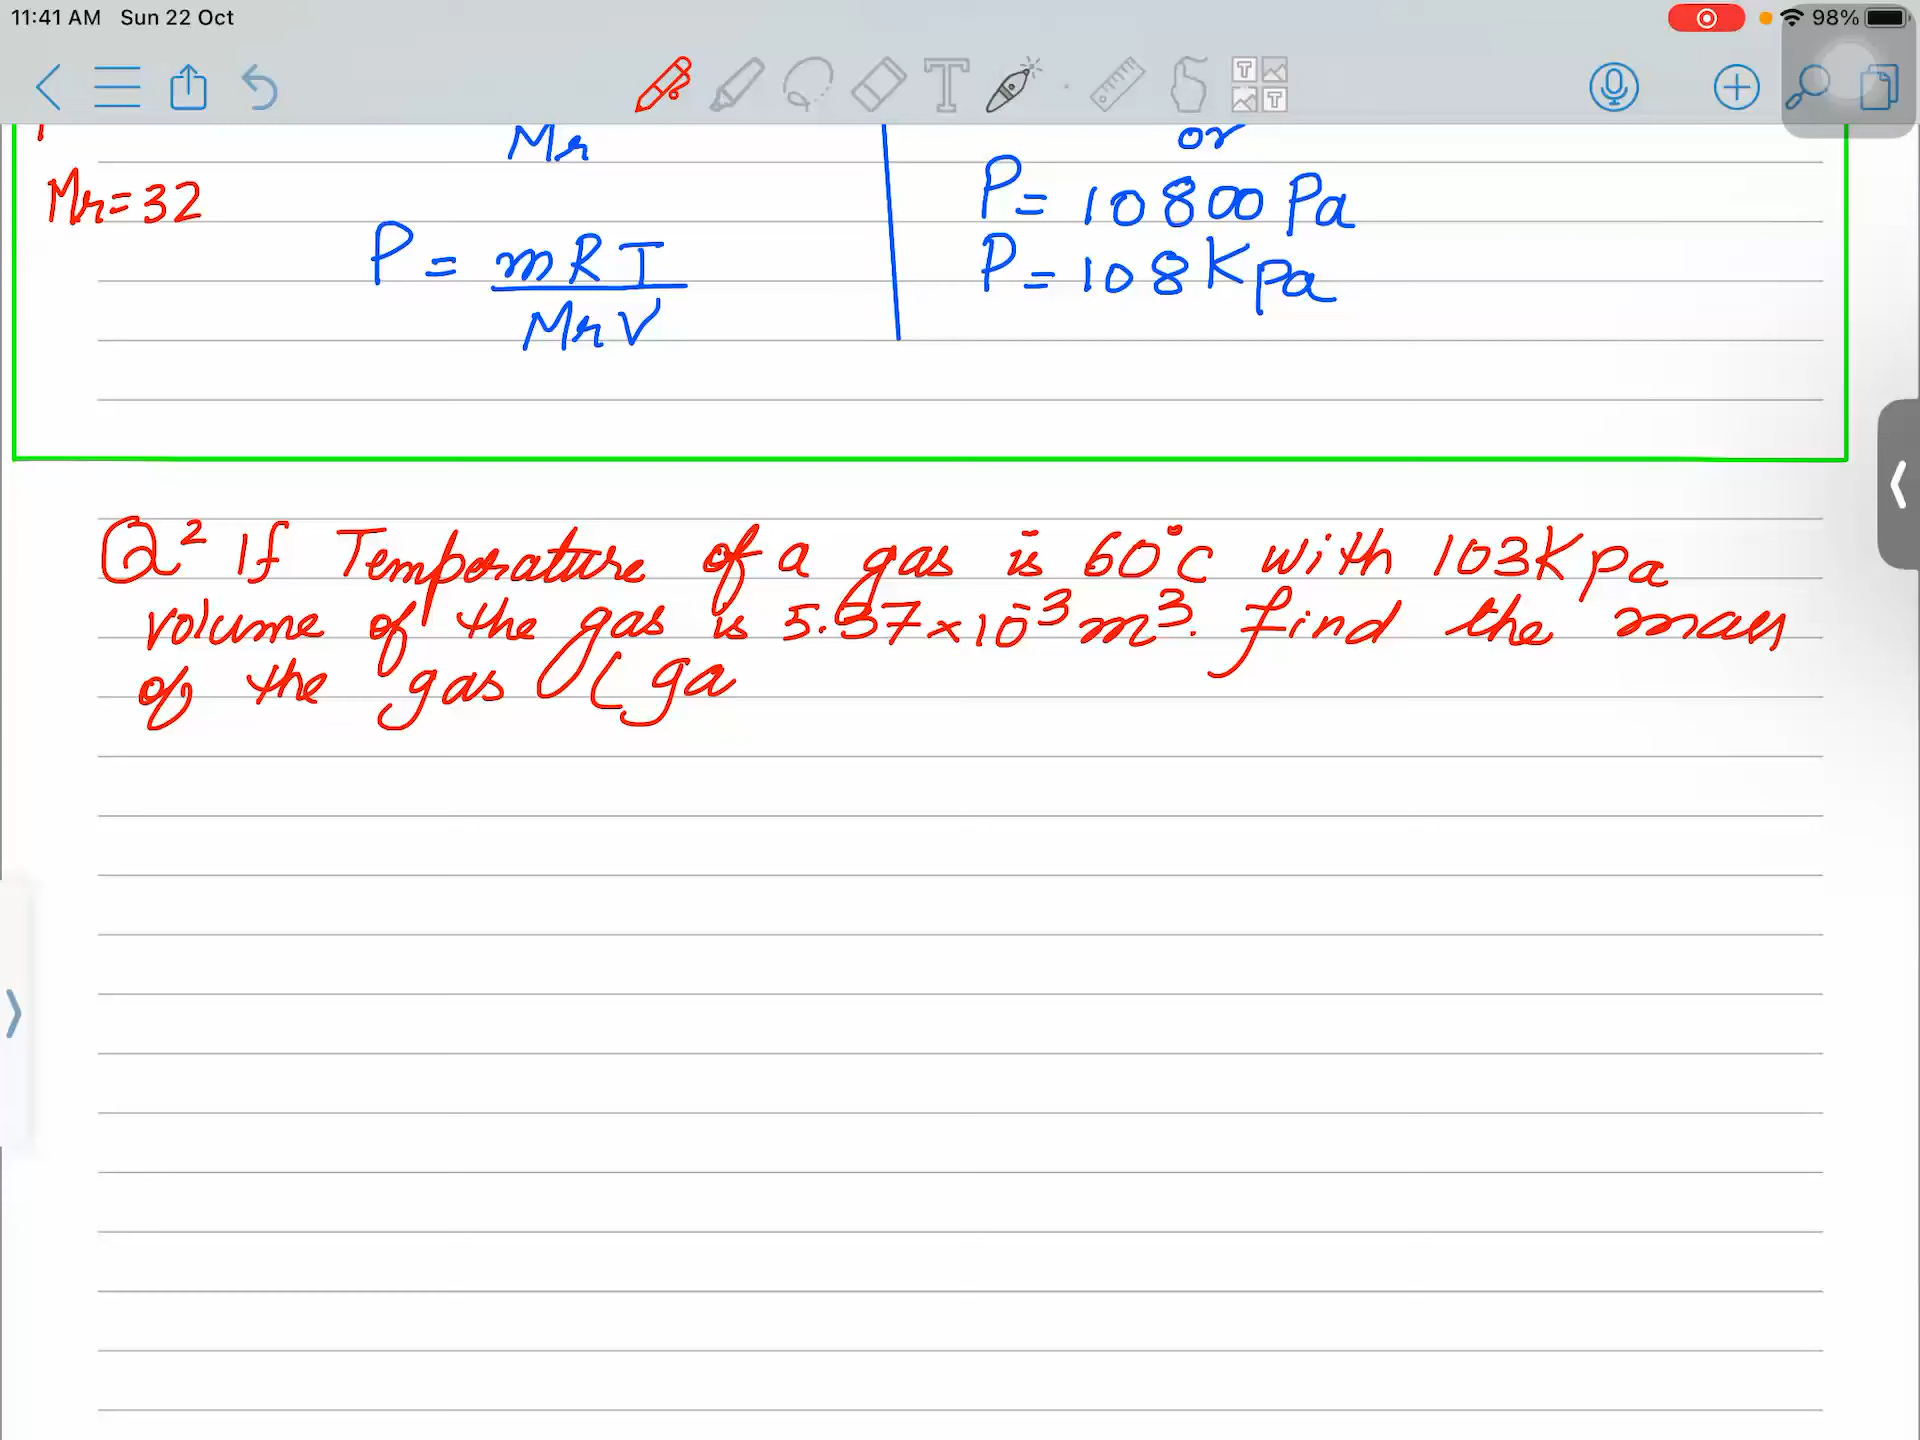 11:41 AM Sun 22 Oct
98%
Mr
or
Mr=32
P= 10800 Pa
P = mRT
MrV
P= 108KPa
Q² If Temperature of a gas is 60°c with 103KPa
volume of the gas is 5.37×10⁻³m³. find the mass
of the gas (ga